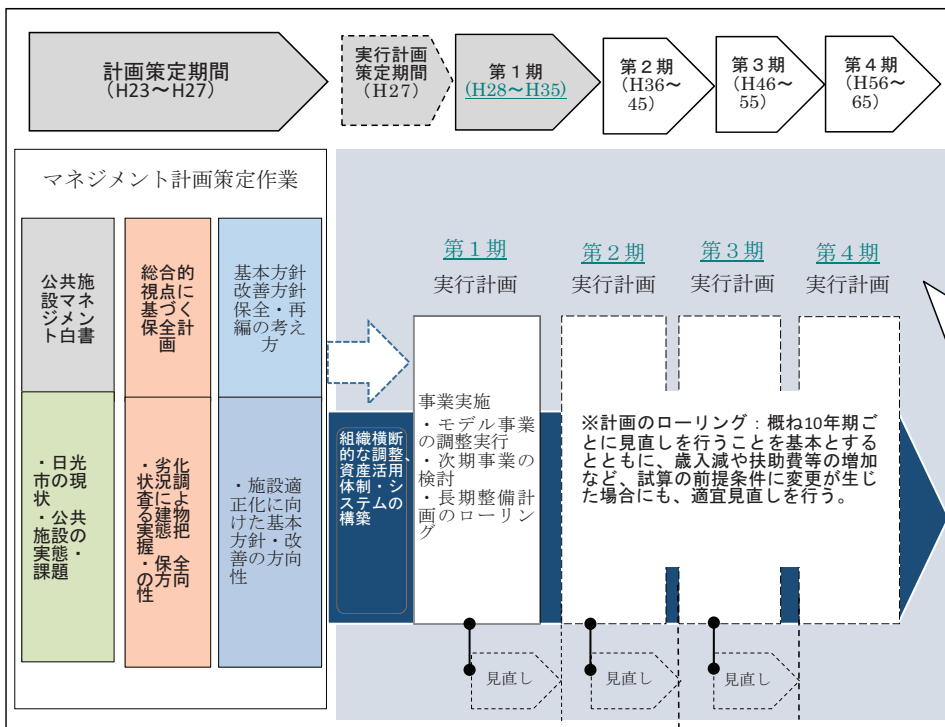 計画策定期間
(H23～H27)
実行計画
策定期間
(H27)
第１期
(H28～H35)
第２期
(H36～
45)
第３期
(H46～
55)
第４期
(H56～
65)
マネジメント計画策定作業
公共施
設マネ
ジメン
ト白書
総合的
視点に
基づく
保全計
画
基本方針
改善方針
保全・再
編の考え
方
・日光
市の現
状
・公共
施設の
実態・
課題
・劣化
状況調
査によ
る建物
実態把
握
・保全
の方向
性
・施設適
正化に向
けた基本
方針・改
善の方向
性
組織横断
的な調整、
資産活用
体制・シ
ステムの
構築
第１期
実行計画
第２期
実行計画
第３期
実行計画
第４期
実行計画
事業実施
・モデル事業
の調整実行
・次期事業の
検討
・長期整備計
画のローリン
グ
※計画のローリング：概ね10年期ご
とに見直しを行うことを基本とする
とともに、歳入減や扶助費等の増加
など、試算の前提条件に変更が生じ
た場合にも、適宜見直しを行う。
見直し
見直し
見直し